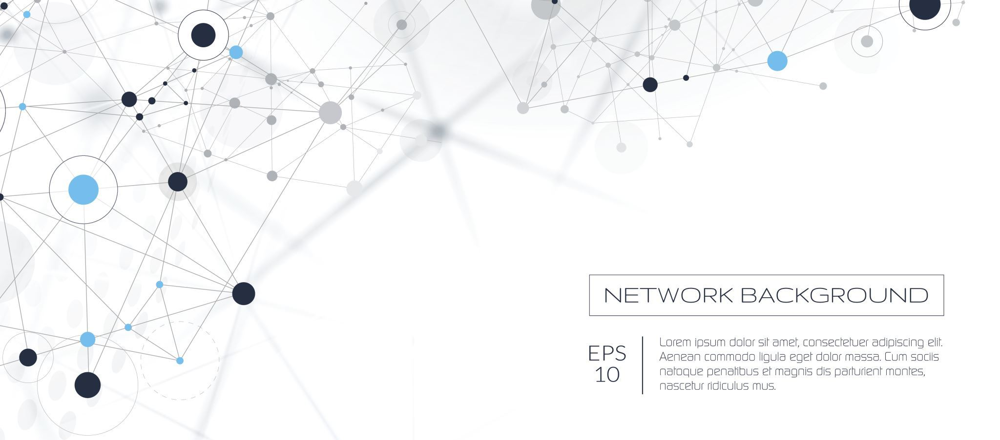 NETWORK BACKGROUND
EPS
10
Lorem ipsum dolor sit amet, consectetuer adipiscing elit.
Aenean commodo ligula eget dolor massa. Cum sociis
natoque penatibus et magnis dis parturient montes,
nascetur ridiculus mus.